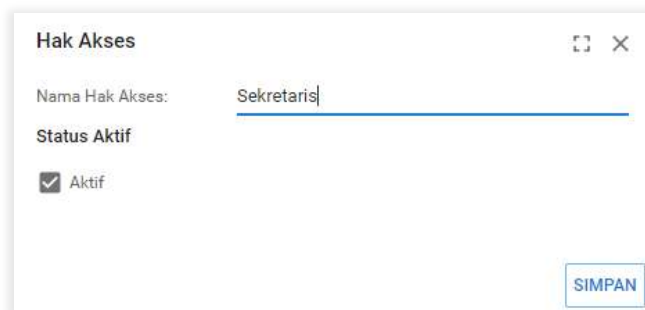 Hak Akses
Nama Hak Akses: Sekretaris
Status Aktif
Aktif
SIMPAN